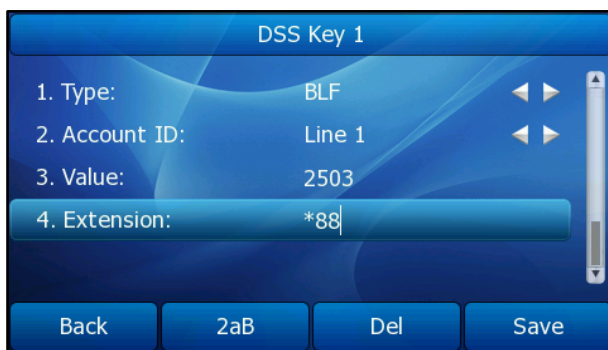 DSS Key 1
1. Type: BLF
2. Account ID: Line 1
3. Value: 2503
4. Extension: *88
Back 2aB Del Save